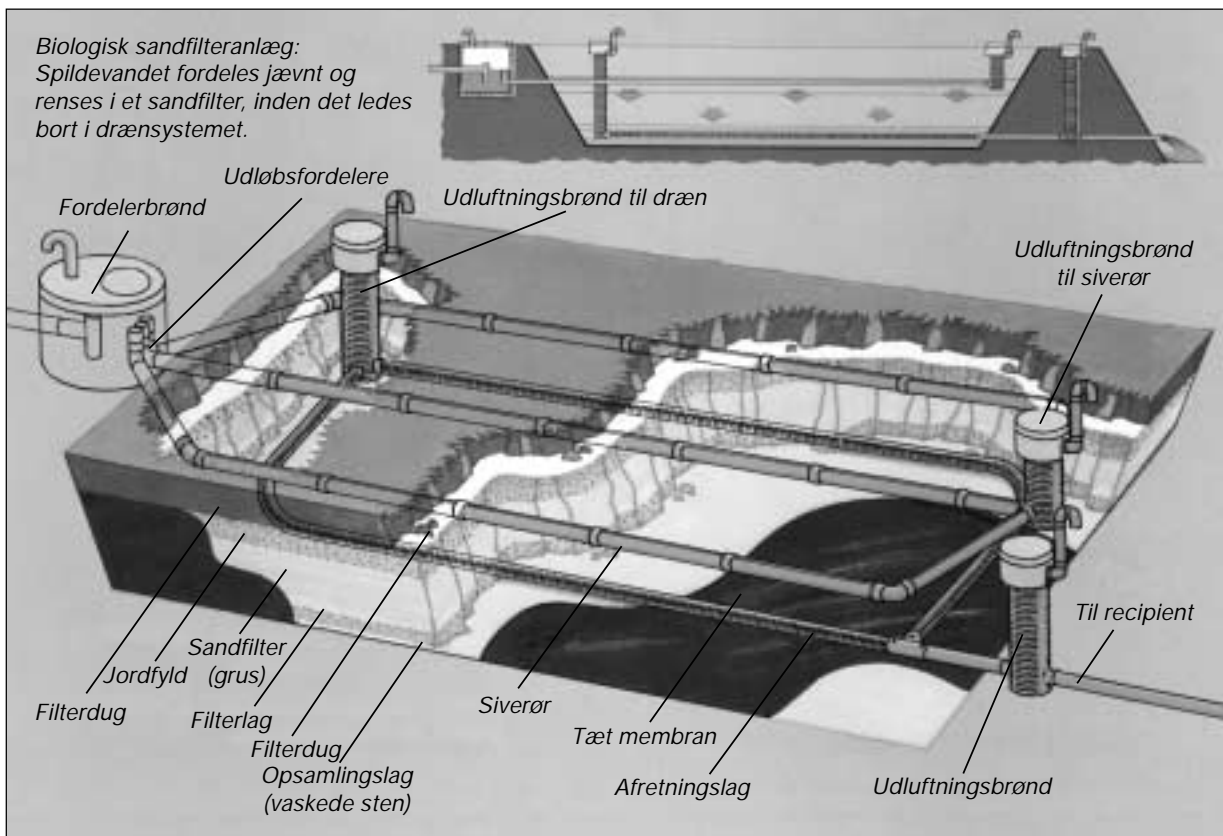 Biologisk sandfilteranlæg:
Spildevandet fordeles jævnt og
renses i et sandfilter, inden det ledes
bort i drænsystemet.
Udløbsfordelere
Fordelerbrønd
Udluftningsbrønd til dræn
Udluftningsbrønd
til siverør
Til recipient
Sandfilter
(grus)
Jordfyld
Filterdug
Filterlag
Filterdug
Opsamlingslag
(vaskede sten)
Siverør
Tæt membran
Afretningslag
Udluftningsbrønd